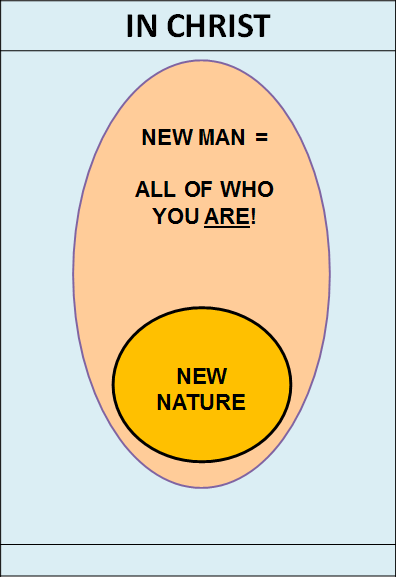 IN CHRIST
NEW MAN =
ALL OF WHO
YOU ARE!
NEW
NATURE